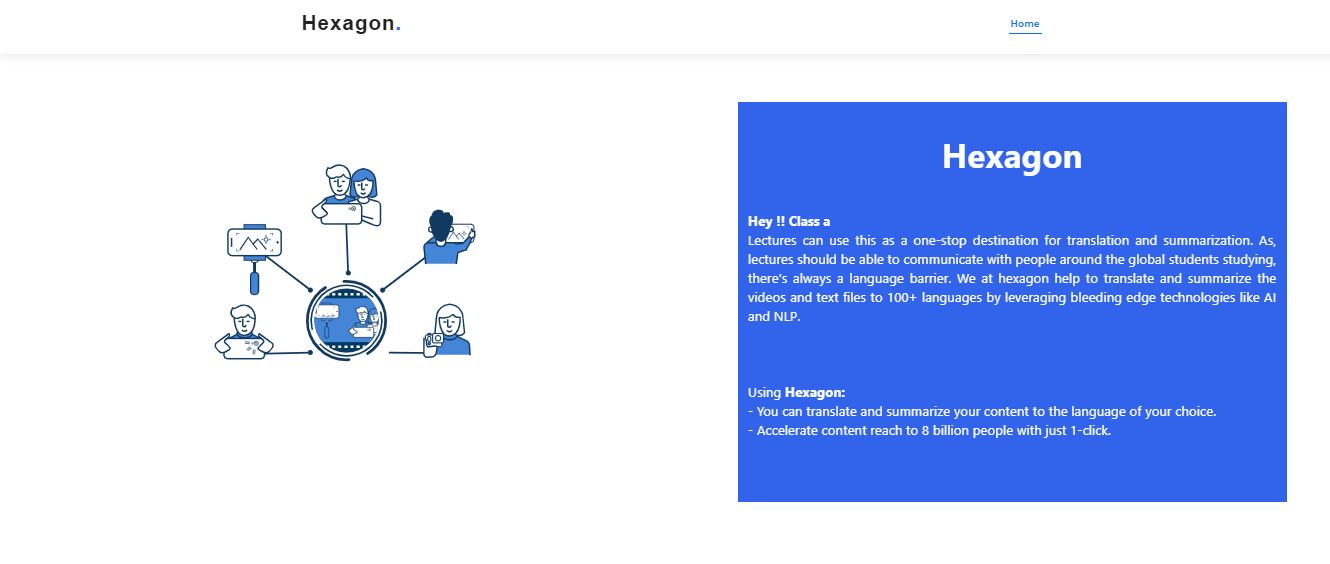 Hexagon.
Home
Hexagon
Hey !! Class a
Lectures can use this as a one-stop destination for translation and summarization. As,
lectures should be able to communicate with people around the global students studying,
there's always a language barrier. We at hexagon help to translate and summarize the
videos and text files to 100+ languages by leveraging bleeding edge technologies like AI
and NLP.
Using Hexagon:
- You can translate and summarize your content to the language of your choice.
- Accelerate content reach to 8 billion people with just 1-click.